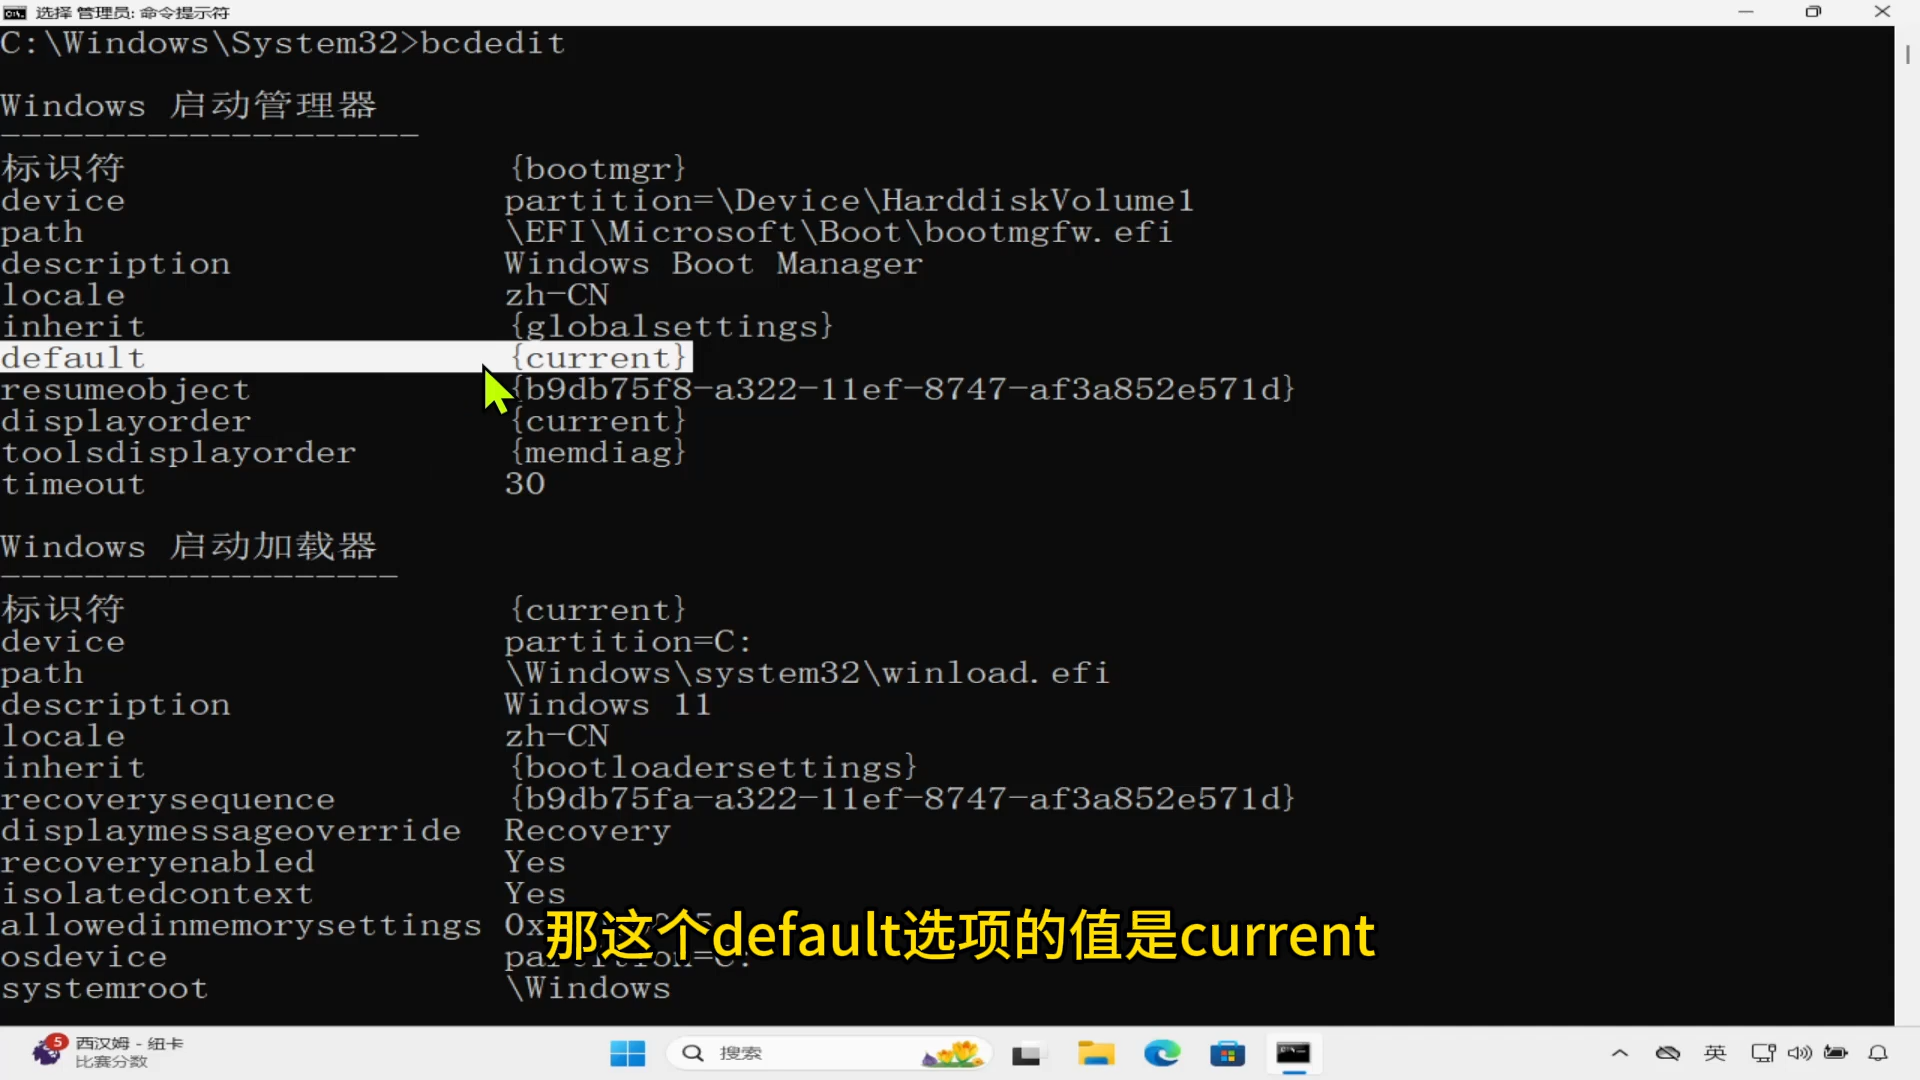 选择 管理员: 命令提示符
C:\Windows\System32>bcdedit
Windows 启动管理器
--------------------
标识符 {bootmgr}
device partition=\Device\HarddiskVolume1
path \EFI\Microsoft\Boot\bootmgfw.efi
description Windows Boot Manager
locale zh-CN
inherit {globalsettings}
default {current}
resumeobject {b9db75f8-a322-11ef-8747-af3a852e571d}
displayorder {current}
toolsdisplayorder {memdiag}
timeout 30
Windows 启动加载器
-------------------
标识符 {current}
device partition=C:
path \Windows\system32\winload.efi
description Windows 11
locale zh-CN
inherit {bootloadersettings}
recoverysequence {b9db75fa-a322-11ef-8747-af3a852e571d}
displaymessageoverride Recovery
recoveryenabled Yes
isolatedcontext Yes
allowedinmemorysettings
那这个default选项的值是current
osdevice partition=C:
systemroot \Windows
5
西汉姆 - 纽卡
比赛分数
搜索
英